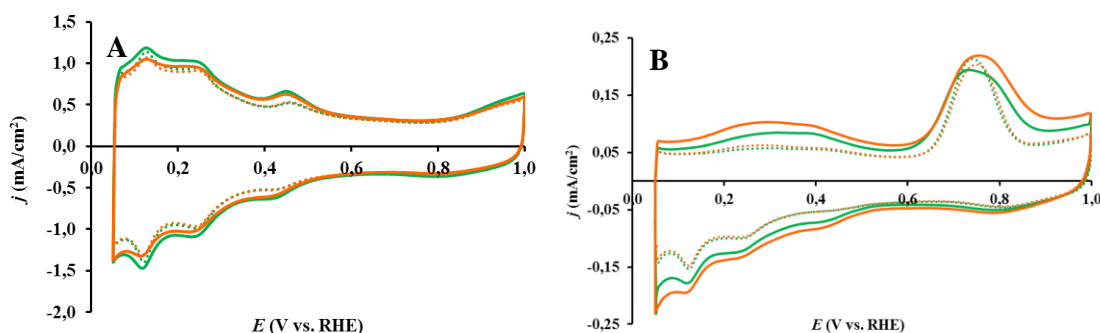 A
1,5
1,0
0,5
0,0
-0,5
-1,0
-1,5
-2,0
0,0 0,2 0,4 0,6 0,8 1,0
j (mA/cm²)
E (V vs. RHE)
B
0,25
0,15
0,05
-0,05
-0,15
-0,25
0,0 0,2 0,4 0,6 0,8 1,0
j (mA/cm²)
E (V vs. RHE)